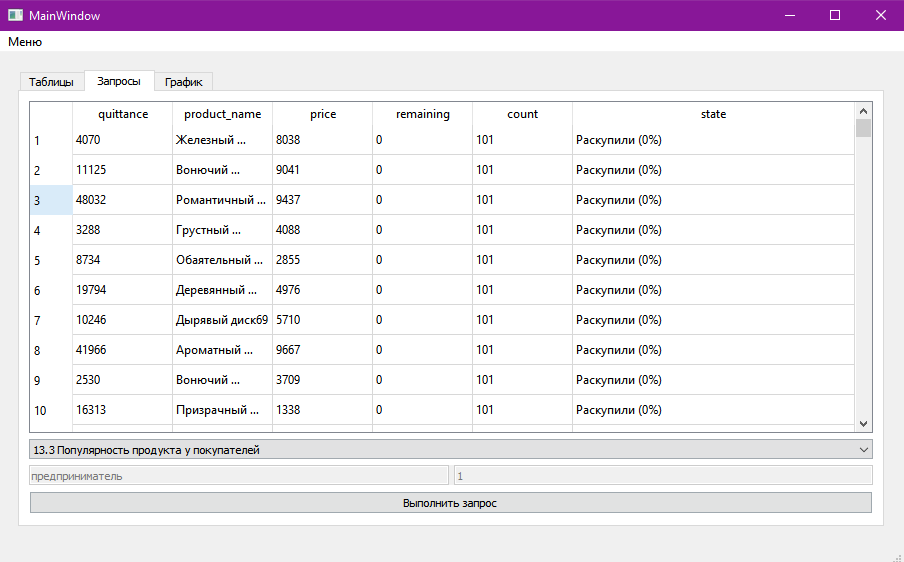 MainWindow
Меню
Таблицы Запросы График
quittance product_name price remaining count state
1 4070 Железный ... 8038 0 101 Раскупили (0%)
2 11125 Вонючий ... 9041 0 101 Раскупили (0%)
3 48032 Романтичный ... 9437 0 101 Раскупили (0%)
4 3288 Грустный ... 4088 0 101 Раскупили (0%)
5 8734 Обаятельный ... 2855 0 101 Раскупили (0%)
6 19794 Деревянный ... 4976 0 101 Раскупили (0%)
7 10246 Дырявый диск69 5710 0 101 Раскупили (0%)
8 41966 Ароматный ... 9667 0 101 Раскупили (0%)
9 2530 Вонючий ... 3709 0 101 Раскупили (0%)
10 16313 Призрачный ... 1338 0 101 Раскупили (0%)
13.3 Популярность продукта у покупателей
предприниматель 1
Выполнить запрос